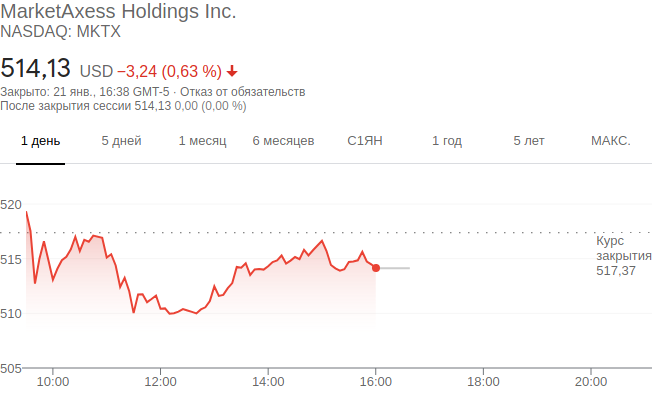 MarketAxess Holdings Inc.
NASDAQ: MKTX
514,13 USD −3,24 (0,63 %)
Закрыто: 21 янв., 16:38 GMT-5 · Отказ от обязательств
После закрытия сессии 514,13 0,00 (0,00 %)
1 день 5 дней 1 месяц 6 месяцев С1ЯН 1 год 5 лет МАКС.
520
Курс
закрытия
517,37
515
510
505
10:00 12:00 14:00 16:00 18:00 20:00